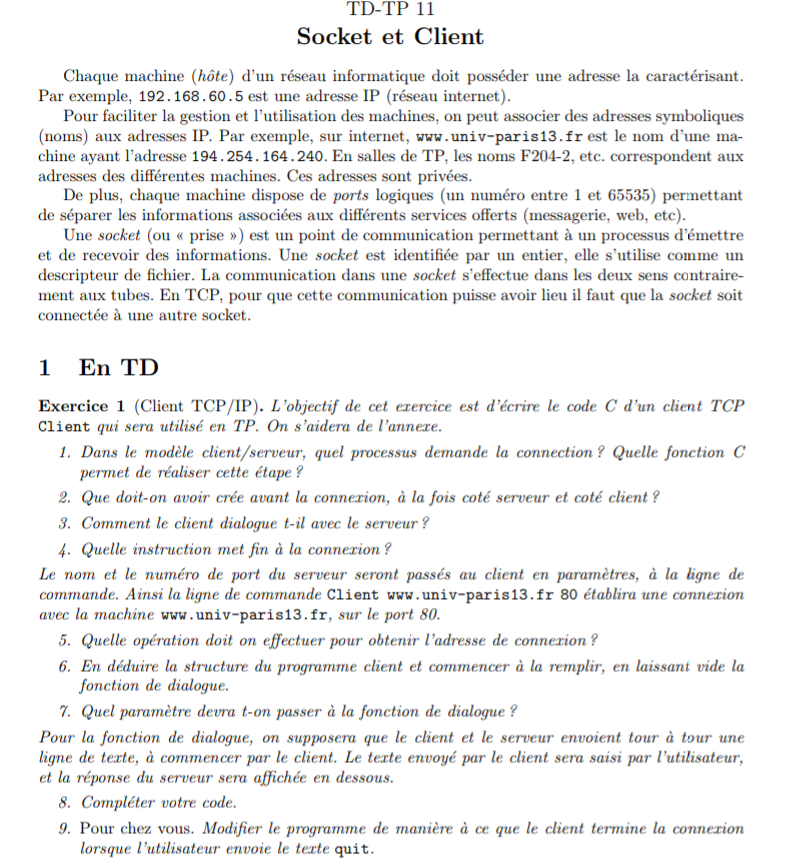 TD-TP 11
Socket et Client
Chaque machine (hôte) d'un réseau informatique doit posséder une adresse la caractérisant.
Par exemple, 192.168.60.5 est une adresse IP (réseau internet).
Pour faciliter la gestion et l'utilisation des machines, on peut associer des adresses symboliques
(noms) aux adresses IP. Par exemple, sur internet, www.univ-paris13.fr est le nom d'une ma-
chine ayant l'adresse 194.254.164.240. En salles de TP, les noms F204-2, etc. correspondent aux
adresses des différentes machines. Ces adresses sont privées.
De plus, chaque machine dispose de ports logiques (un numéro entre 1 et 65535) permettant
de séparer les informations associées aux différents services offerts (messagerie, web, etc).
Une socket (ou « prise ») est un point de communication permettant à un processus d'émettre
et de recevoir des informations. Une socket est identifiée par un entier, elle s'utilise comme un
descripteur de fichier. La communication dans une socket s'effectue dans les deux sens contraire-
ment aux tubes. En TCP, pour que cette communication puisse avoir lieu il faut que la socket soit
connectée à une autre socket.
1 En TD
Exercice 1 (Client TCP/IP). L'objectif de cet exercice est d'écrire le code C d'un client TCP
Client qui sera utilisé en TP. On s'aidera de l'annexe.
1. Dans le modèle client/serveur, quel processus demande la connection ? Quelle fonction C
permet de réaliser cette étape ?
2. Que doit-on avoir crée avant la connexion, à la fois coté serveur et coté client ?
3. Comment le client dialogue t-il avec le serveur ?
4. Quelle instruction met fin à la connexion ?
Le nom et le numéro de port du serveur seront passés au client en paramètres, à la ligne de
commande. Ainsi la ligne de commande Client www.univ-paris13.fr 80 établira une connexion
avec la machine www.univ-paris13.fr, sur le port 80.
5. Quelle opération doit on effectuer pour obtenir l'adresse de connexion ?
6. En déduire la structure du programme client et commencer à la remplir, en laissant vide la
fonction de dialogue.
7. Quel paramètre devra t-on passer à la fonction de dialogue ?
Pour la fonction de dialogue, on supposera que le client et le serveur envoient tour à tour une
ligne de texte, à commencer par le client. Le texte envoyé par le client sera saisi par l'utilisateur,
et la réponse du serveur sera affichée en dessous.
8. Compléter votre code.
9. Pour chez vous. Modifier le programme de manière à ce que le client termine la connexion
lorsque l'utilisateur envoie le texte quit.